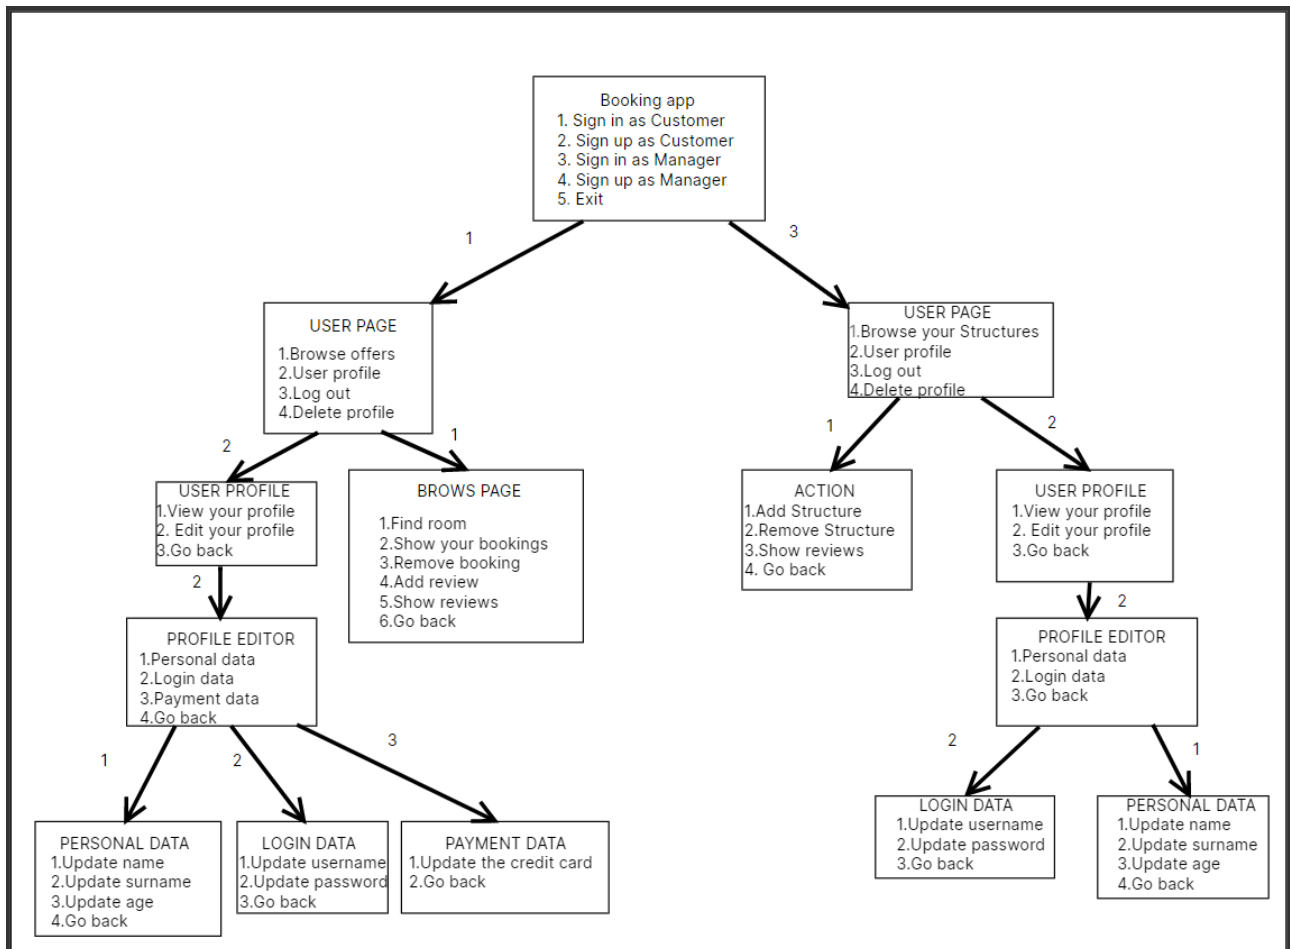 Booking app
1. Sign in as Customer
2. Sign up as Customer
3. Sign in as Manager
4. Sign up as Manager
5. Exit
1
3
USER PAGE
1.Browse offers
2.User profile
3.Log out
4.Delete profile
USER PAGE
1.Browse your Structures
2.User profile
3.Log out
4.Delete profile
2
1
1
2
USER PROFILE
1.View your profile
2. Edit your profile
3.Go back
BROWS PAGE
1.Find room
2.Show your bookings
3.Remove booking
4.Add review
5.Show reviews
6.Go back
ACTION
1.Add Structure
2.Remove Structure
3.Show reviews
4. Go back
USER PROFILE
1.View your profile
2. Edit your profile
3.Go back
2
2
PROFILE EDITOR
1.Personal data
2.Login data
3.Payment data
4.Go back
PROFILE EDITOR
1.Personal data
2.Login data
3.Go back
1
2
3
2
1
PERSONAL DATA
1.Update name
2.Update surname
3.Update age
4.Go back
LOGIN DATA
1.Update username
2.Update password
3.Go back
PAYMENT DATA
1.Update the credit card
2.Go back
LOGIN DATA
1.Update username
2.Update password
3.Go back
PERSONAL DATA
1.Update name
2.Update surname
3.Update age
4.Go back